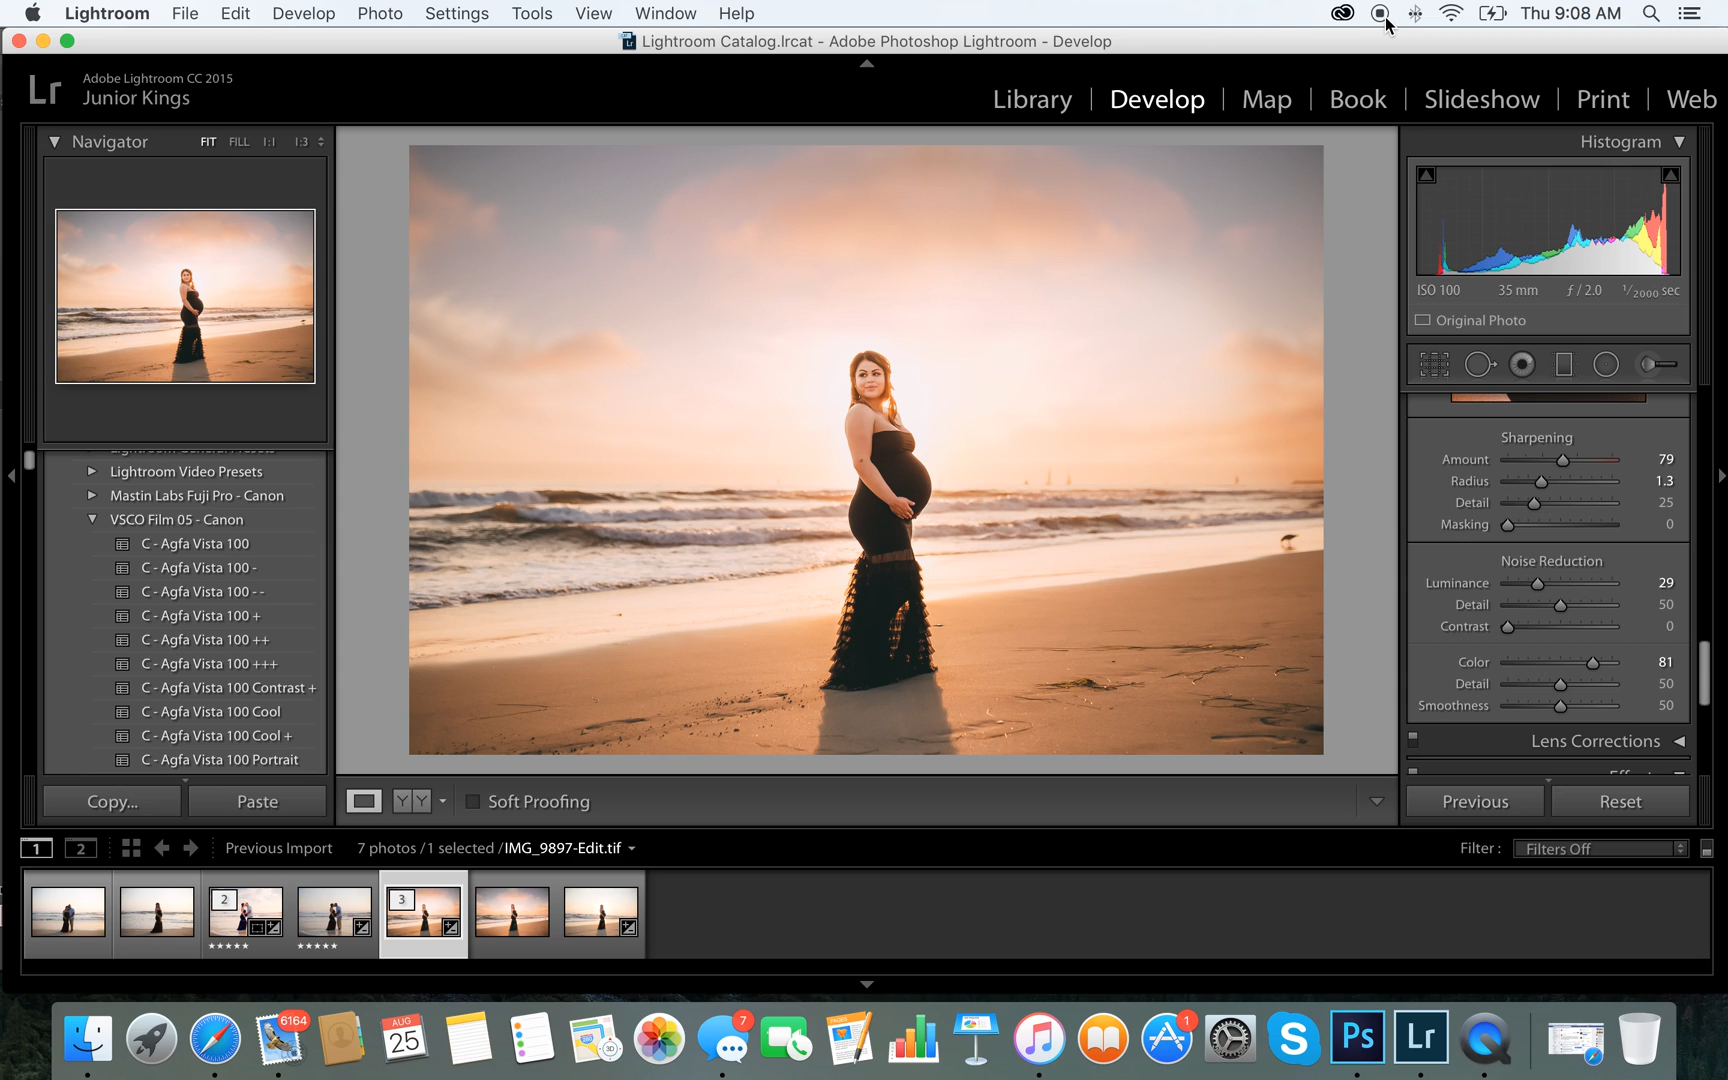 Lightroom File Edit Develop Photo Settings Tools View Window Help Thu 9:08 AM
Lightroom Catalog.lrcat - Adobe Photoshop Lightroom - Develop
Lr Adobe Lightroom CC 2015
Junior Kings
Library | Develop | Map | Book | Slideshow | Print | Web
Navigator FIT FILL 1:1 1:3
Lightroom Video Presets
Mastin Labs Fuji Pro - Canon
VSCO Film 05 - Canon
C - Agfa Vista 100
C - Agfa Vista 100 -
C - Agfa Vista 100 - -
C - Agfa Vista 100 +
C - Agfa Vista 100 ++
C - Agfa Vista 100 +++
C - Agfa Vista 100 Contrast +
C - Agfa Vista 100 Cool
C - Agfa Vista 100 Cool +
C - Agfa Vista 100 Portrait
Copy... Paste
YY Soft Proofing
Histogram
ISO 100 35 mm ƒ / 2.0 1/2000 sec
Original Photo
Sharpening
Amount 79
Radius 1.3
Detail 25
Masking 0
Noise Reduction
Luminance 29
Detail 50
Contrast 0
Color 81
Detail 50
Smoothness 50
Lens Corrections
Previous Reset
1 2 Previous Import 7 photos / 1 selected / IMG_9897-Edit.tif Filter : Filters Off
2 3
★★★★★ ★★★★★
6164 AUG 25 3D 7 PAGES 1 S Ps Lr